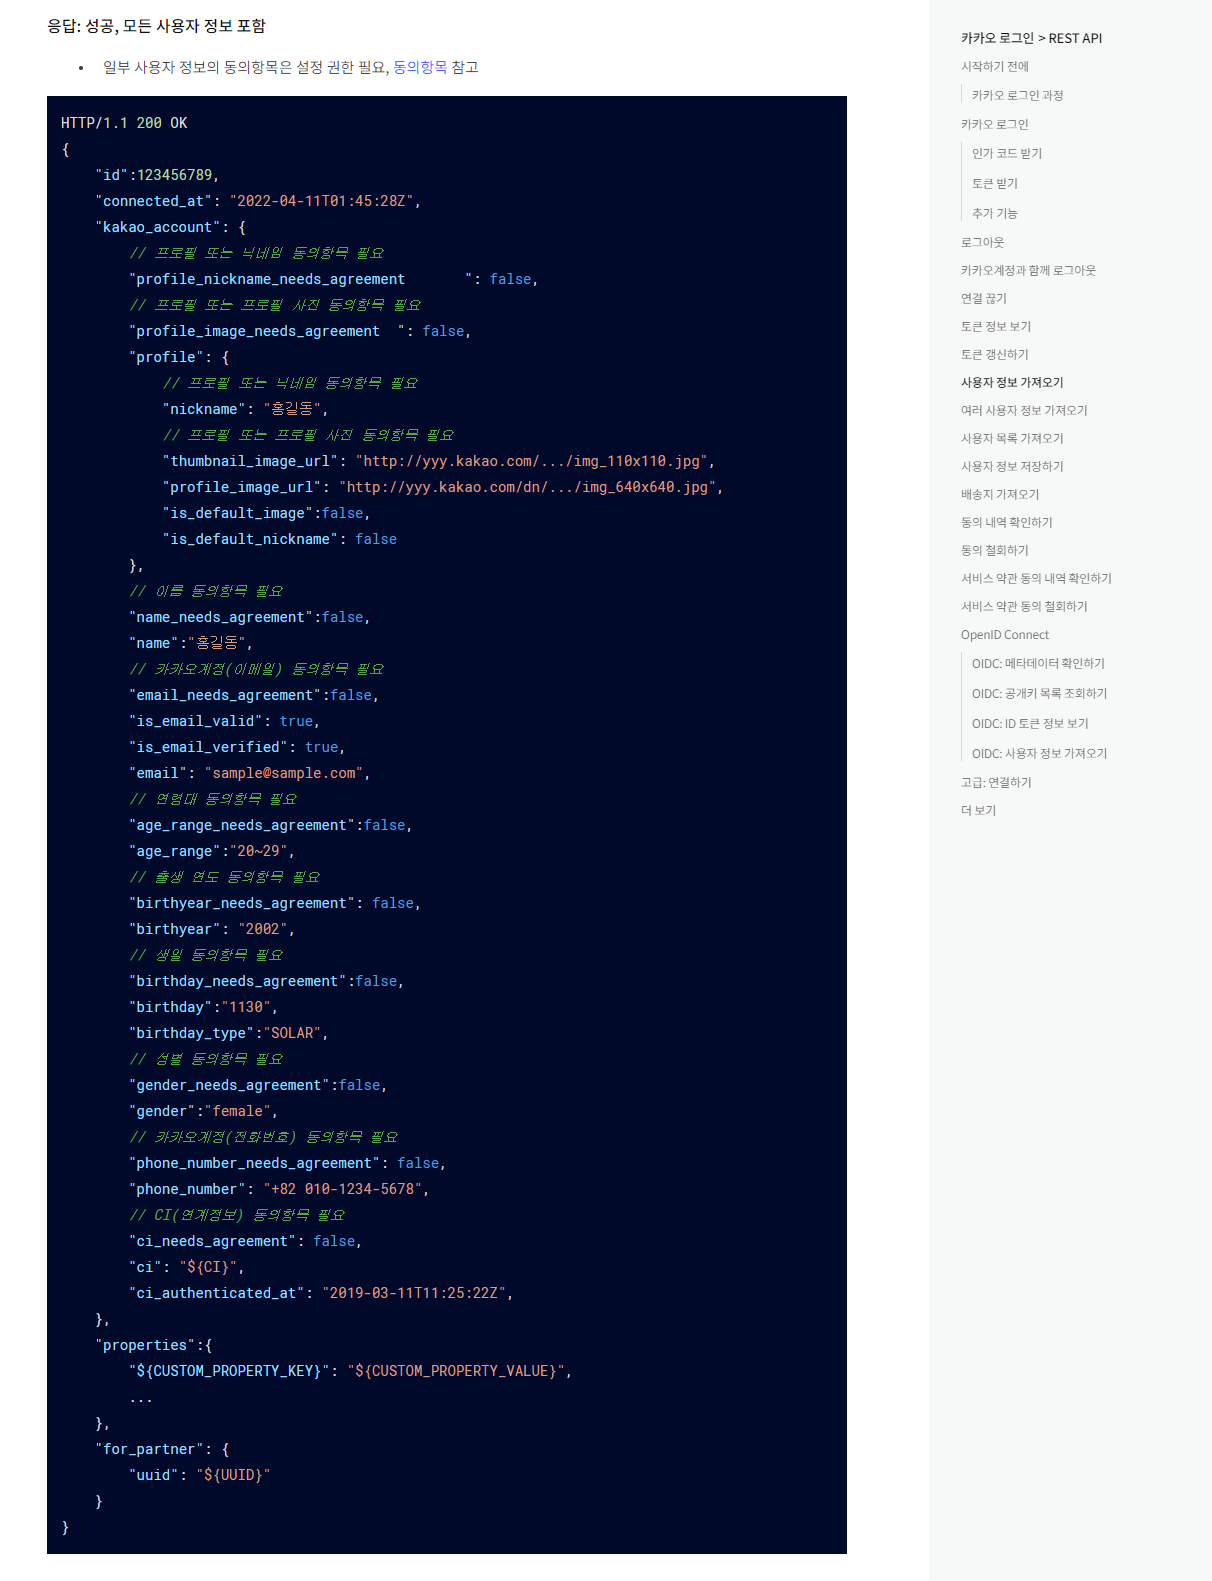 응답: 성공, 모든 사용자 정보 포함
• 일부 사용자 정보의 동의항목은 설정 권한 필요, 동의항목 참고
HTTP/1.1 200 OK
{
    "id":123456789,
    "connected_at": "2022-04-11T01:45:28Z",
    "kakao_account": {
        // 프로필 또는 닉네임 동의항목 필요
        "profile_nickname_needs_agreement       ": false,
        // 프로필 또는 프로필 사진 동의항목 필요
        "profile_image_needs_agreement  ": false,
        "profile": {
            // 프로필 또는 닉네임 동의항목 필요
            "nickname": "홍길동",
            // 프로필 또는 프로필 사진 동의항목 필요
            "thumbnail_image_url": "http://yyy.kakao.com/.../img_110x110.jpg",
            "profile_image_url": "http://yyy.kakao.com/dn/.../img_640x640.jpg",
            "is_default_image":false,
            "is_default_nickname": false
        },
        // 이름 동의항목 필요
        "name_needs_agreement":false,
        "name":"홍길동",
        // 카카오계정(이메일) 동의항목 필요
        "email_needs_agreement":false,
        "is_email_valid": true,
        "is_email_verified": true,
        "email": "sample@sample.com",
        // 연령대 동의항목 필요
        "age_range_needs_agreement":false,
        "age_range":"20~29",
        // 출생 연도 동의항목 필요
        "birthyear_needs_agreement": false,
        "birthyear": "2002",
        // 생일 동의항목 필요
        "birthday_needs_agreement":false,
        "birthday":"1130",
        "birthday_type":"SOLAR",
        // 성별 동의항목 필요
        "gender_needs_agreement":false,
        "gender":"female",
        // 카카오계정(전화번호) 동의항목 필요
        "phone_number_needs_agreement": false,
        "phone_number": "+82 010-1234-5678",
        // CI(연계정보) 동의항목 필요
        "ci_needs_agreement": false,
        "ci": "${CI}",
        "ci_authenticated_at": "2019-03-11T11:25:22Z",
    },
    "properties":{
        "${CUSTOM_PROPERTY_KEY}": "${CUSTOM_PROPERTY_VALUE}",
        ...
    },
    "for_partner": {
        "uuid": "${UUID}"
    }
}
카카오 로그인 > REST API
시작하기 전에
카카오 로그인 과정
카카오 로그인
인가 코드 받기
토큰 받기
추가 기능
로그아웃
카카오계정과 함께 로그아웃
연결 끊기
토큰 정보 보기
토큰 갱신하기
사용자 정보 가져오기
여러 사용자 정보 가져오기
사용자 목록 가져오기
사용자 정보 저장하기
배송지 가져오기
동의 내역 확인하기
동의 철회하기
서비스 약관 동의 내역 확인하기
서비스 약관 동의 철회하기
OpenID Connect
OIDC: 메타데이터 확인하기
OIDC: 공개키 목록 조회하기
OIDC: ID 토큰 정보 보기
OIDC: 사용자 정보 가져오기
고급: 연결하기
더 보기